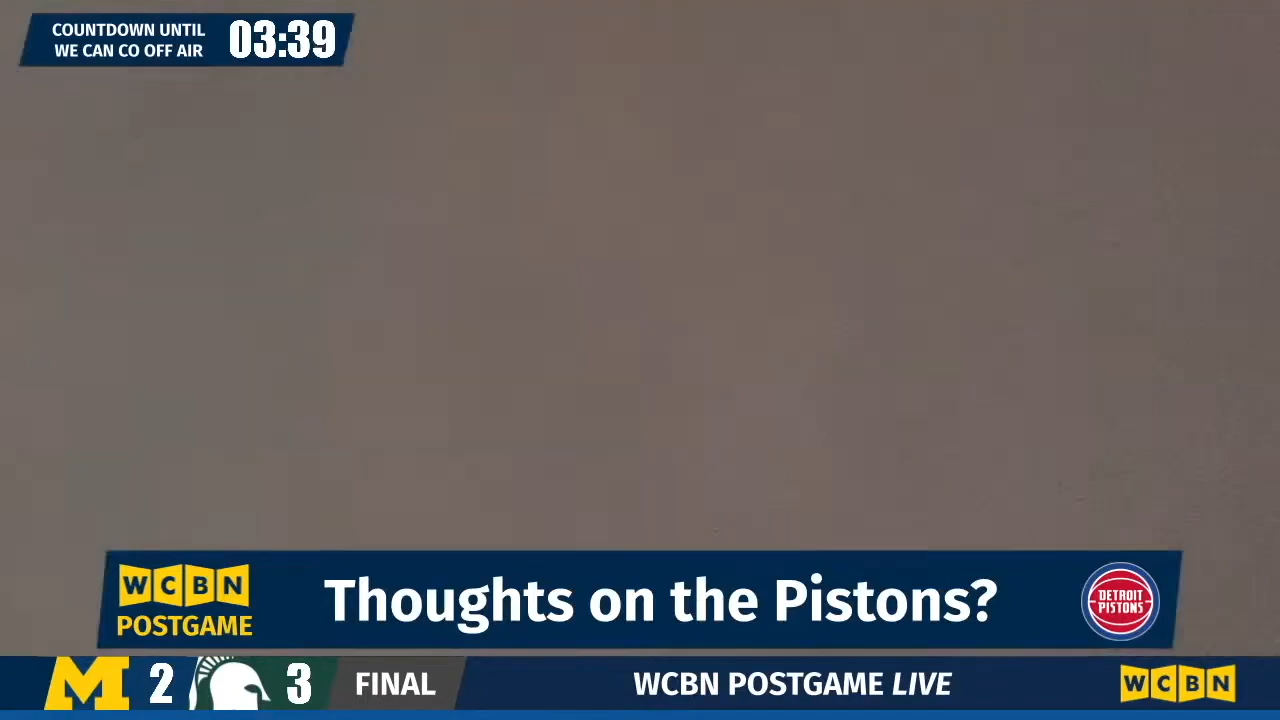 COUNTDOWN UNTIL
WE CAN CO OFF AIR
03:39
WCBN
POSTGAME
Thoughts on the Pistons?
DETROIT
PISTONS
M 2 3 FINAL WCBN POSTGAME LIVE WCBN